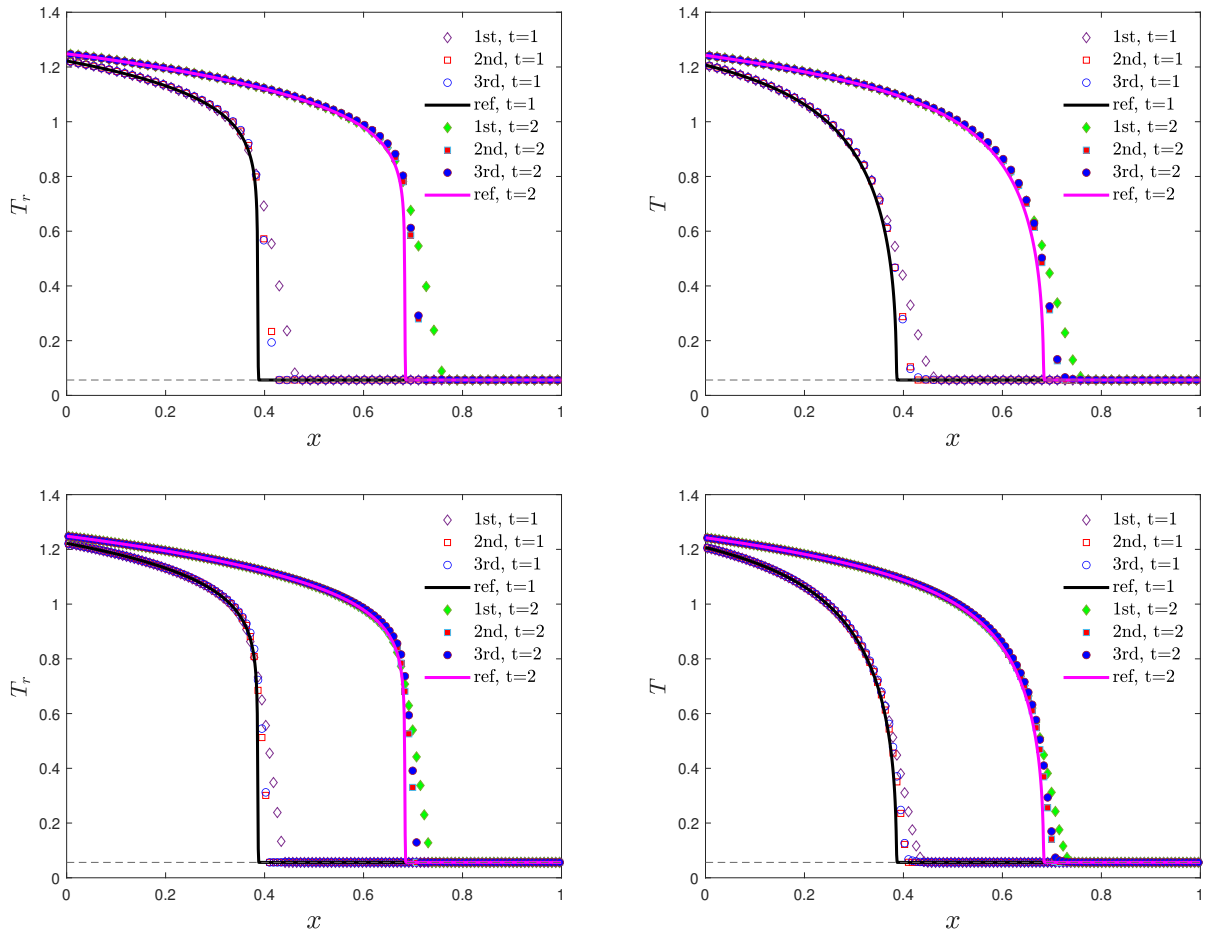 1.4
1.2
1
0.8
0.6
0.4
0.2
0
T_r
0 0.2 0.4 0.6 0.8 1
x
1st, t=1
2nd, t=1
3rd, t=1
ref, t=1
1st, t=2
2nd, t=2
3rd, t=2
ref, t=2
1.4
1.2
1
0.8
0.6
0.4
0.2
0
T
0 0.2 0.4 0.6 0.8 1
x
1st, t=1
2nd, t=1
3rd, t=1
ref, t=1
1st, t=2
2nd, t=2
3rd, t=2
ref, t=2
1.4
1.2
1
0.8
0.6
0.4
0.2
0
T_r
0 0.2 0.4 0.6 0.8 1
x
1st, t=1
2nd, t=1
3rd, t=1
ref, t=1
1st, t=2
2nd, t=2
3rd, t=2
ref, t=2
1.4
1.2
1
0.8
0.6
0.4
0.2
0
T
0 0.2 0.4 0.6 0.8 1
x
1st, t=1
2nd, t=1
3rd, t=1
ref, t=1
1st, t=2
2nd, t=2
3rd, t=2
ref, t=2